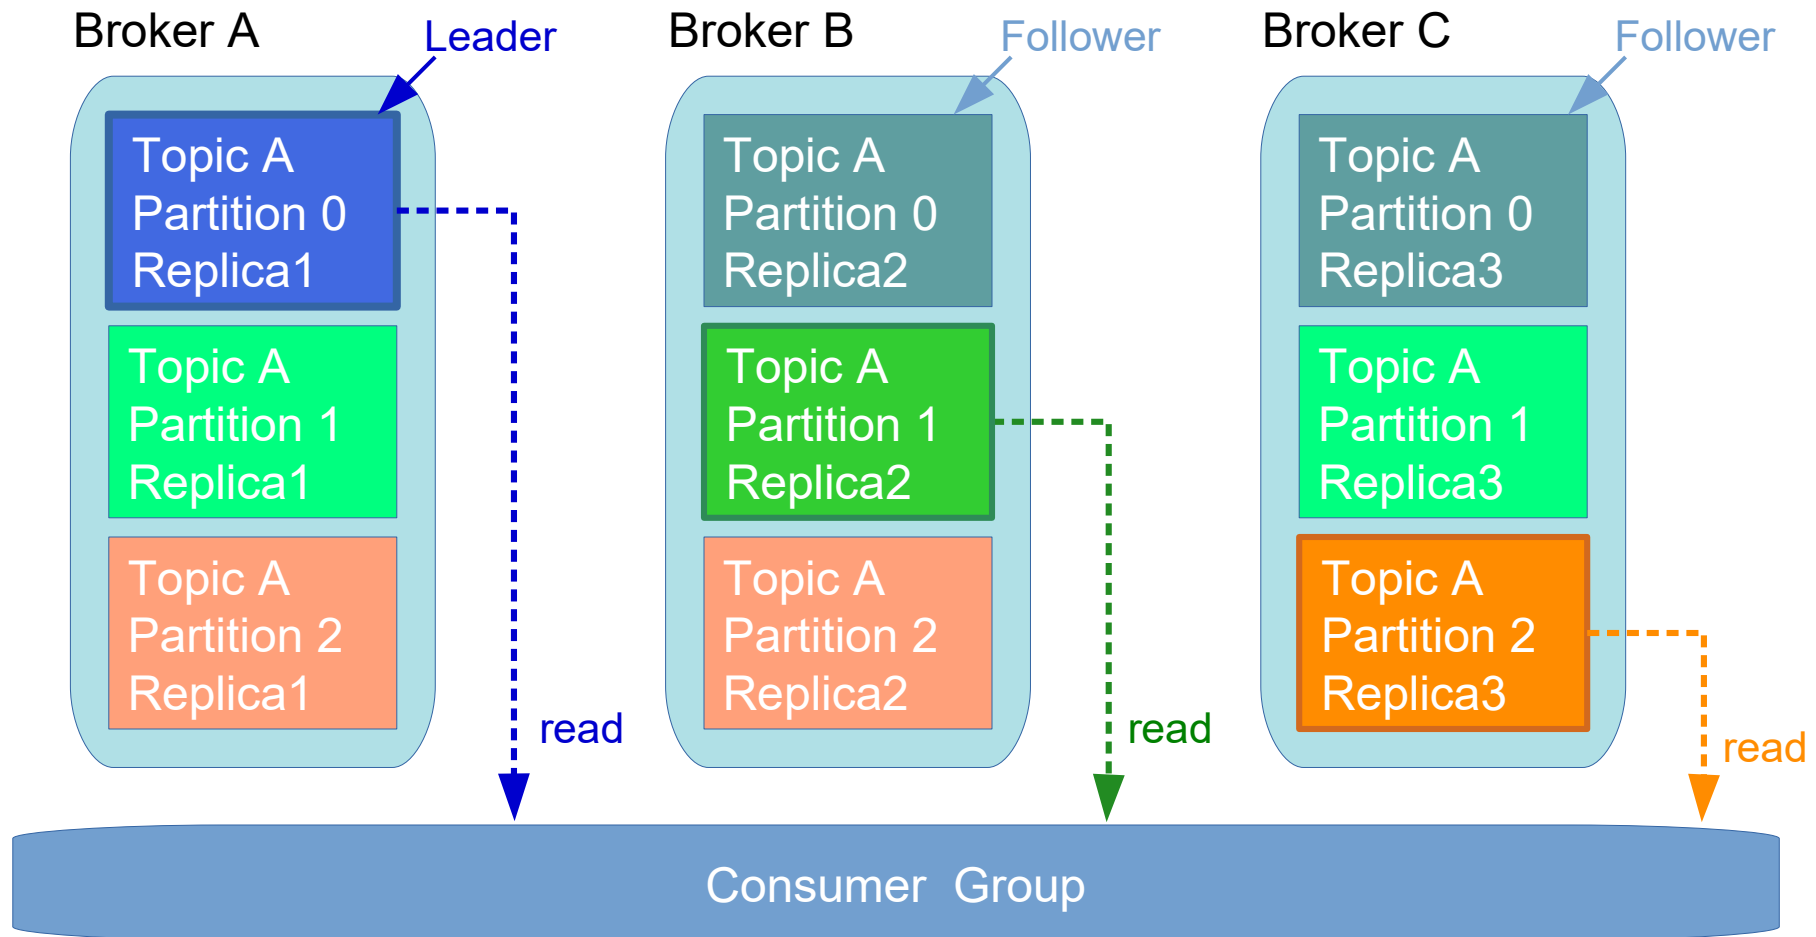 Broker A
Leader
Broker B
Follower
Broker C
Follower
Topic A
Partition 0
Replica1
Topic A
Partition 0
Replica2
Topic A
Partition 0
Replica3
Topic A
Partition 1
Replica1
Topic A
Partition 1
Replica2
Topic A
Partition 1
Replica3
Topic A
Partition 2
Replica1
Topic A
Partition 2
Replica2
Topic A
Partition 2
Replica3
read
read
read
Consumer Group